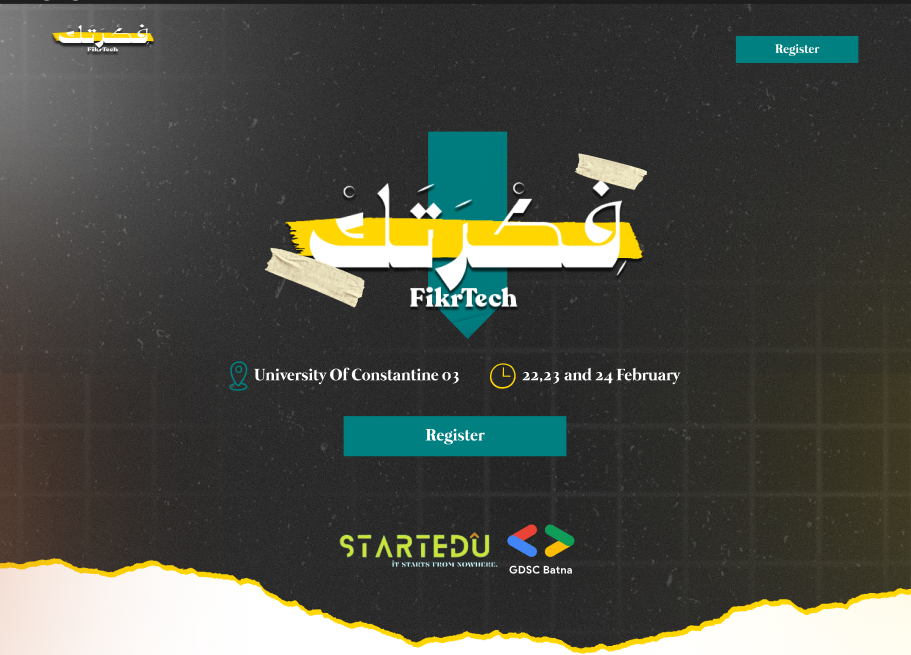 فكرتك
FikrTech
Register
فِكْرَتَكْ
FikrTech
University Of Constantine 03
22,23 and 24 February
Register
STARTEDÛ
IT STARTS FROM NOWHERE.
GDSC Batna